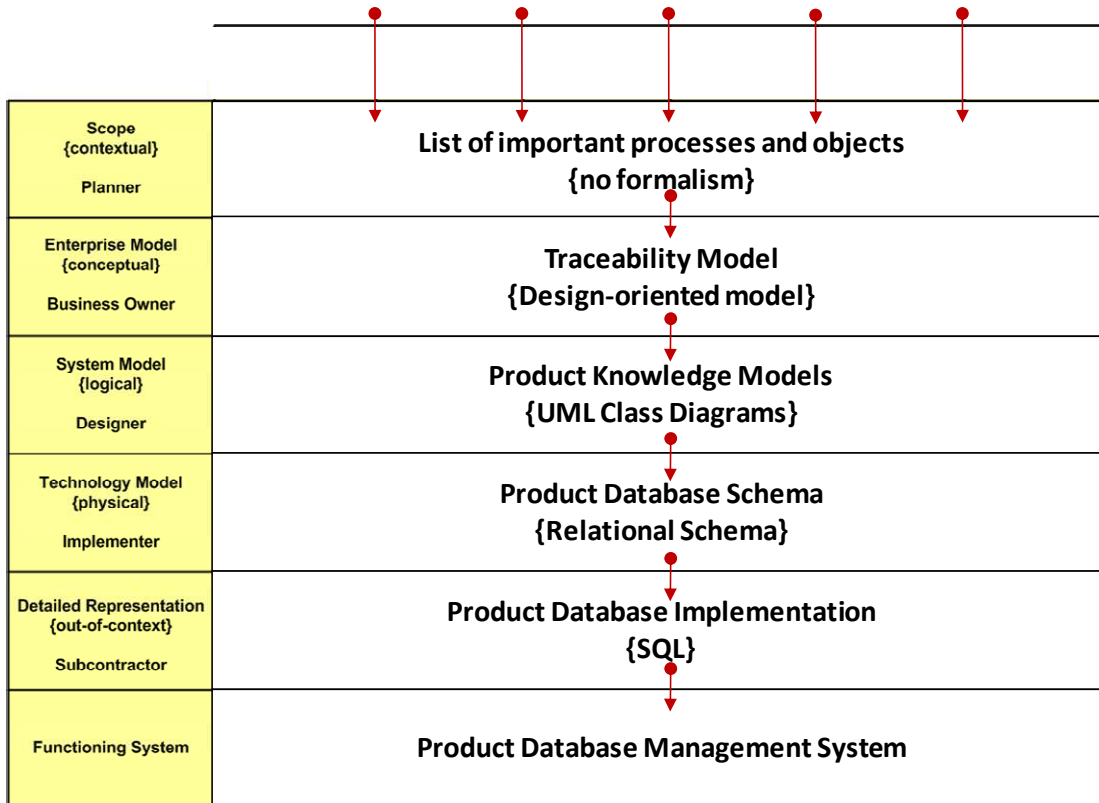 Scope
{contextual}
Planner
List of important processes and objects
{no formalism}
Enterprise Model
{conceptual}
Business Owner
Traceability Model
{Design-oriented model}
System Model
{logical}
Designer
Product Knowledge Models
{UML Class Diagrams}
Technology Model
{physical}
Implementer
Product Database Schema
{Relational Schema}
Detailed Representation
{out-of-context}
Subcontractor
Product Database Implementation
{SQL}
Functioning System
Product Database Management System